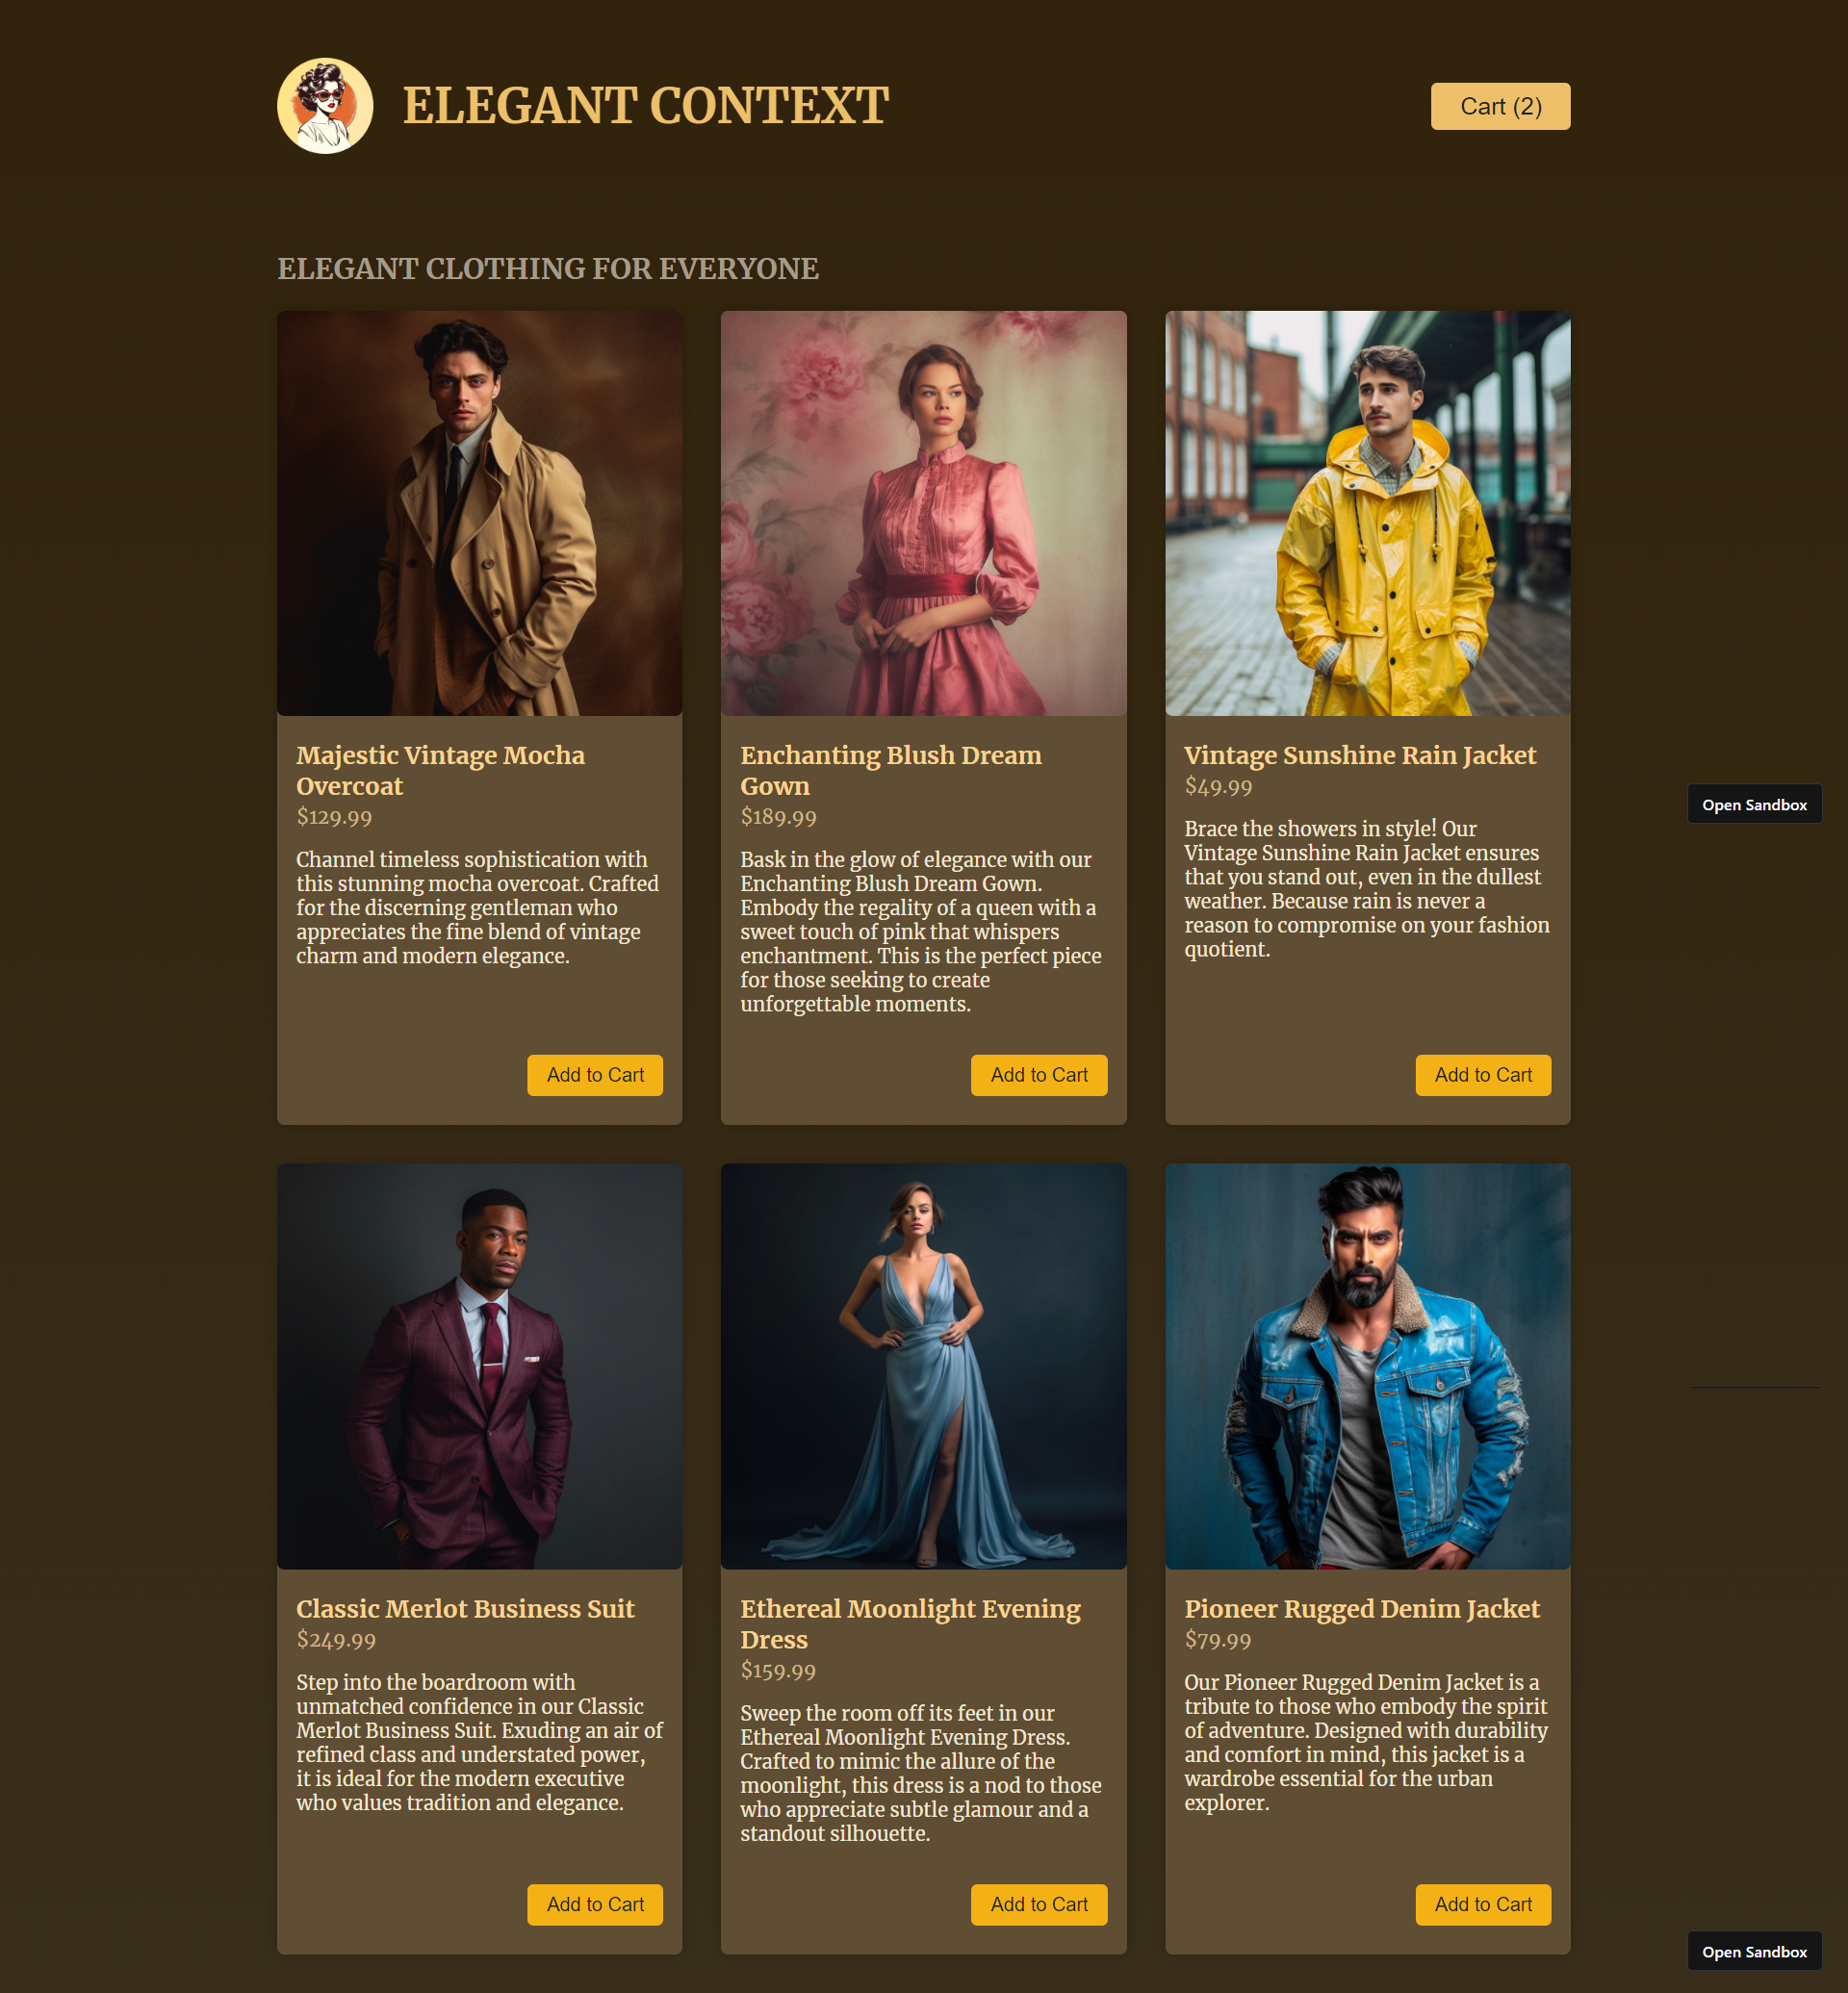 ELEGANT CONTEXT
Cart (2)
ELEGANT CLOTHING FOR EVERYONE
Majestic Vintage Mocha
Overcoat
$129.99
Channel timeless sophistication with
this stunning mocha overcoat. Crafted
for the discerning gentleman who
appreciates the fine blend of vintage
charm and modern elegance.
Add to Cart
Enchanting Blush Dream
Gown
$189.99
Bask in the glow of elegance with our
Enchanting Blush Dream Gown.
Embody the regality of a queen with a
sweet touch of pink that whispers
enchantment. This is the perfect piece
for those seeking to create
unforgettable moments.
Add to Cart
Vintage Sunshine Rain Jacket
$49.99
Brace the showers in style! Our
Vintage Sunshine Rain Jacket ensures
that you stand out, even in the dullest
weather. Because rain is never a
reason to compromise on your fashion
quotient.
Add to Cart
Open Sandbox
Classic Merlot Business Suit
$249.99
Step into the boardroom with
unmatched confidence in our Classic
Merlot Business Suit. Exuding an air of
refined class and understated power,
it is ideal for the modern executive
who values tradition and elegance.
Add to Cart
Ethereal Moonlight Evening
Dress
$159.99
Sweep the room off its feet in our
Ethereal Moonlight Evening Dress.
Crafted to mimic the allure of the
moonlight, this dress is a nod to those
who appreciate subtle glamour and a
standout silhouette.
Add to Cart
Pioneer Rugged Denim Jacket
$79.99
Our Pioneer Rugged Denim Jacket is a
tribute to those who embody the spirit
of adventure. Designed with durability
and comfort in mind, this jacket is a
wardrobe essential for the urban
explorer.
Add to Cart
Open Sandbox